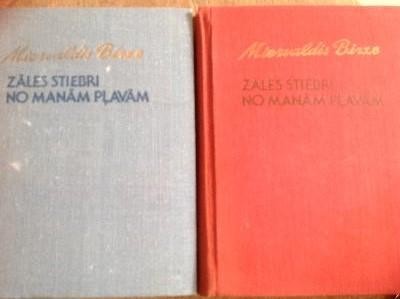 Miervaldis Birze
ZĀLES STIEBRI
NO MANĀM PĻAVĀM
Miervaldis Birze
ZĀLES STIEBRI
NO MANĀM PĻAVĀM